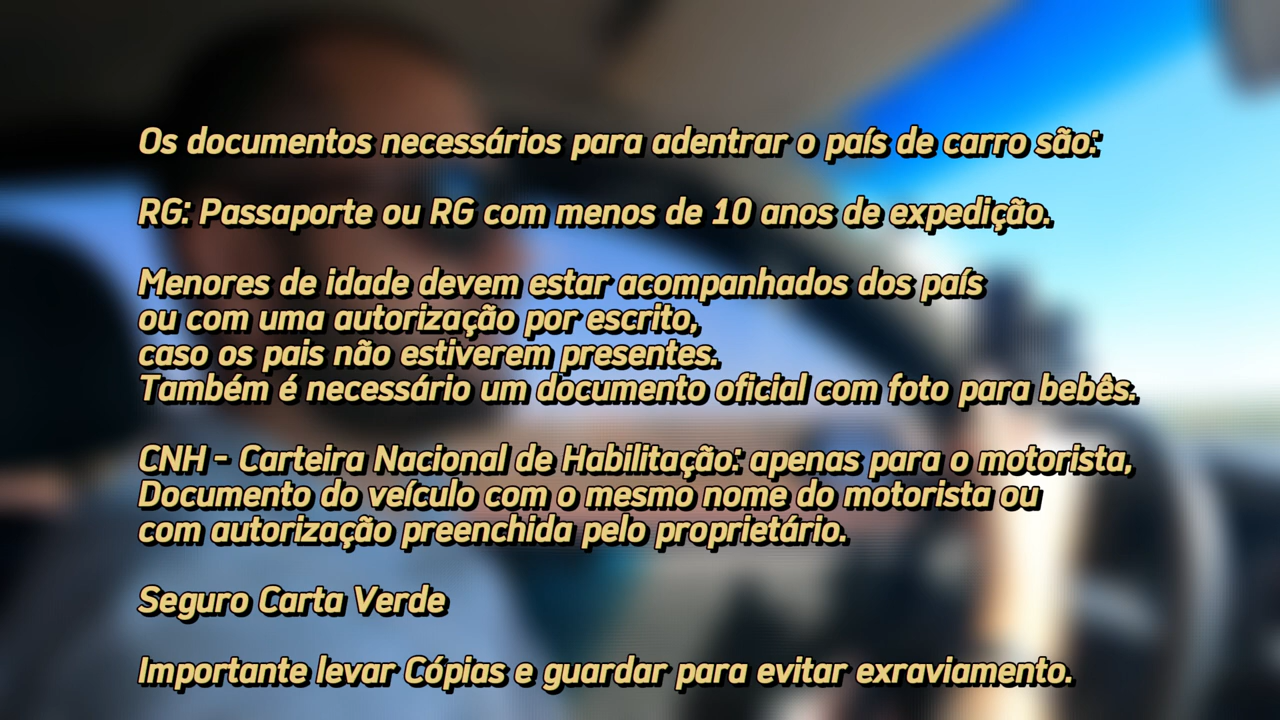 Os documentos necessários para adentrar o país de carro são:
RG: Passaporte ou RG com menos de 10 anos de expedição.
Menores de idade devem estar acompanhados dos país
ou com uma autorização por escrito,
caso os pais não estiverem presentes.
Também é necessário um documento oficial com foto para bebês.
CNH - Carteira Nacional de Habilitação: apenas para o motorista,
Documento do veículo com o mesmo nome do motorista ou
com autorização preenchida pelo proprietário.
Seguro Carta Verde
Importante levar Cópias e guardar para evitar exraviamento.